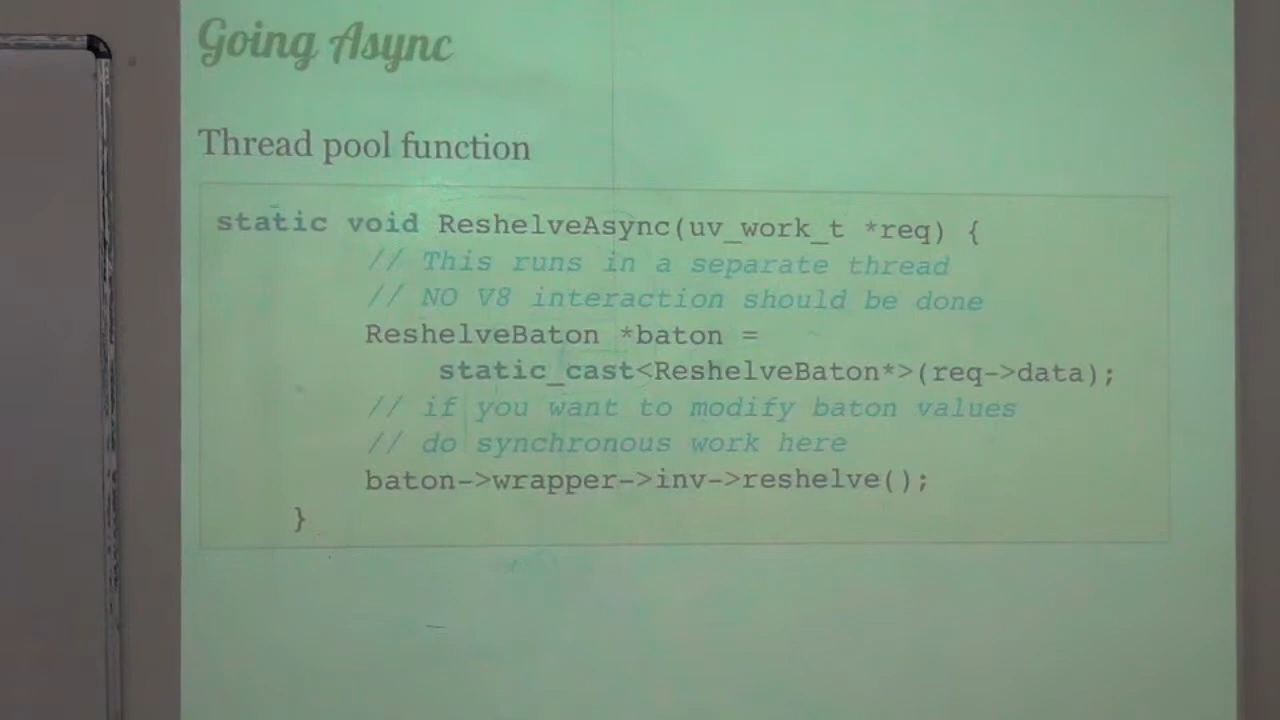 Going Async
Thread pool function
static void ReshelveAsync(uv_work_t *req) {
// This runs in a separate thread
// NO V8 interaction should be done
ReshelveBaton *baton =
static_cast<ReshelveBaton*>(req->data);
// if you want to modify baton values
// do synchronous work here
baton->wrapper->inv->reshelve();
}